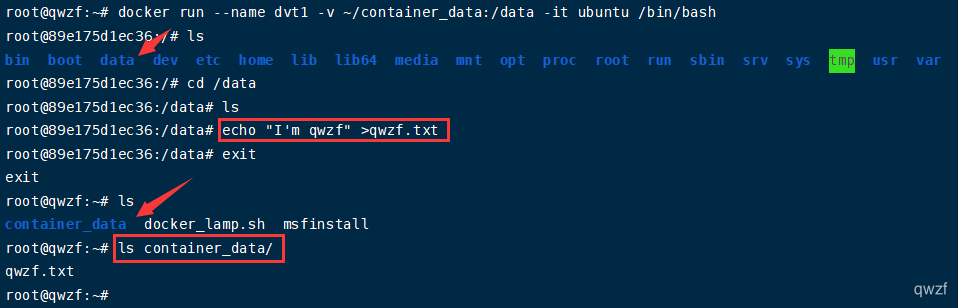 root@qwzf:~# docker run --name dvt1 -v ~/container_data:/data -it ubuntu /bin/bash
root@89e175d1ec36:/# ls
bin boot data dev etc home lib lib64 media mnt opt proc root run sbin srv sys tmp usr var
root@89e175d1ec36:/# cd /data
root@89e175d1ec36:/data# ls
root@89e175d1ec36:/data# echo "I'm qwzf" >qwzf.txt
root@89e175d1ec36:/data# exit
exit
root@qwzf:~# ls
container_data docker_lamp.sh msfinstall
root@qwzf:~# ls container_data/
qwzf.txt
root@qwzf:~#
qwzf